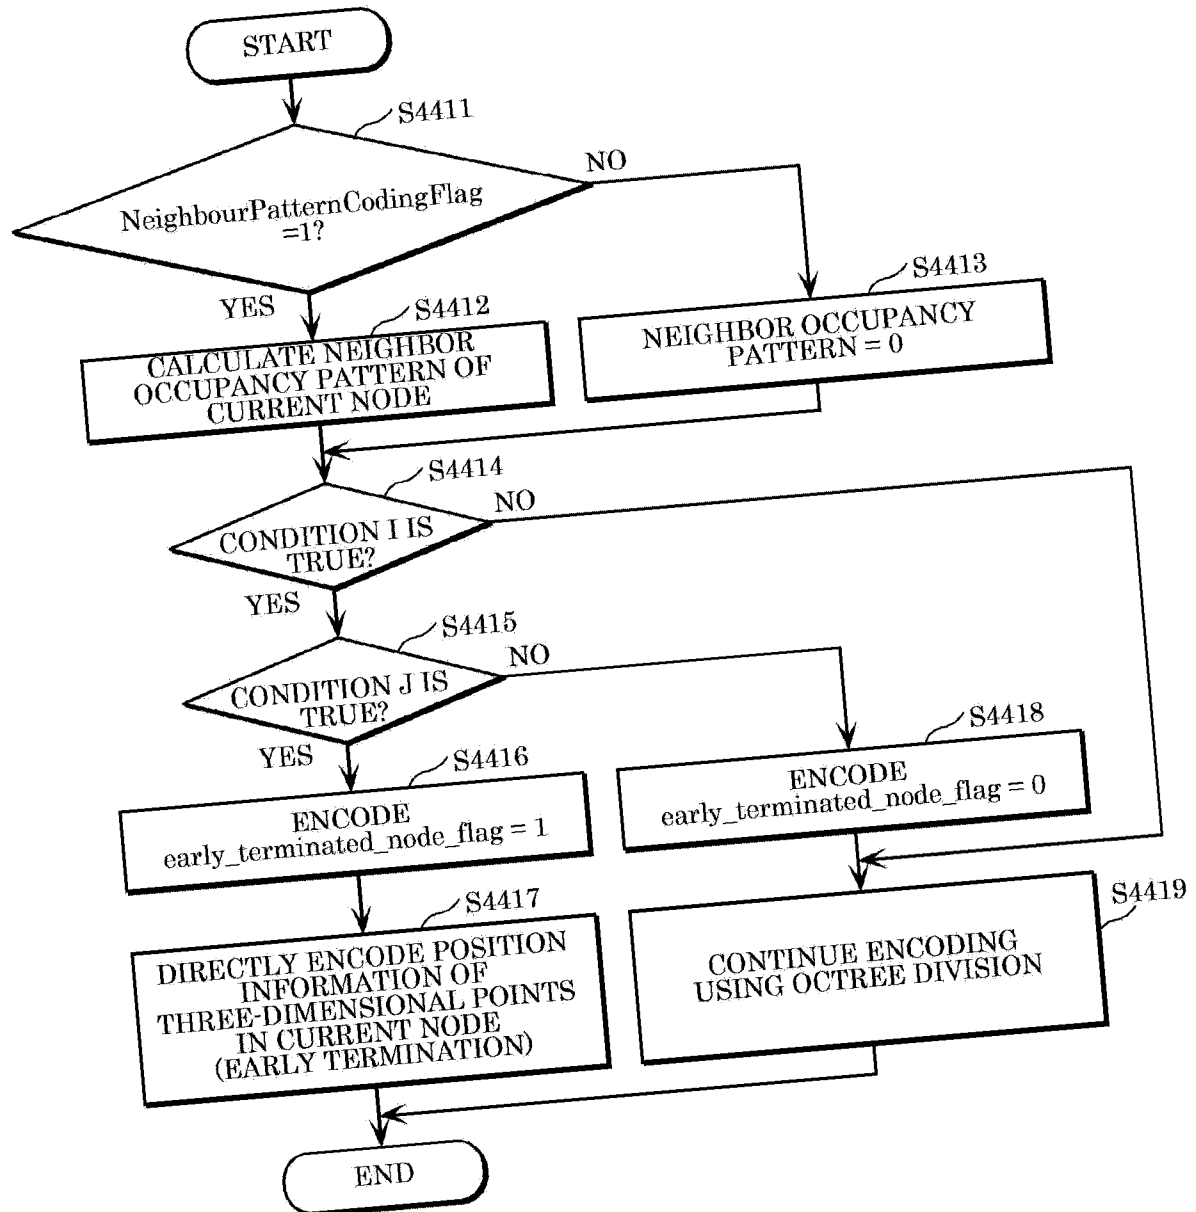 START
S4411
NeighbourPatternCodingFlag
=1?
NO
YES
S4412
CALCULATE NEIGHBOR
OCCUPANCY PATTERN OF
CURRENT NODE
S4413
NEIGHBOR OCCUPANCY
PATTERN = 0
S4414
CONDITION I IS
TRUE?
NO
YES
S4415
CONDITION J IS
TRUE?
NO
YES
S4416
ENCODE
early_terminated_node_flag = 1
S4418
ENCODE
early_terminated_node_flag = 0
S4417
DIRECTLY ENCODE POSITION
INFORMATION OF
THREE-DIMENSIONAL POINTS
IN CURRENT NODE
(EARLY TERMINATION)
S4419
CONTINUE ENCODING
USING OCTREE DIVISION
END